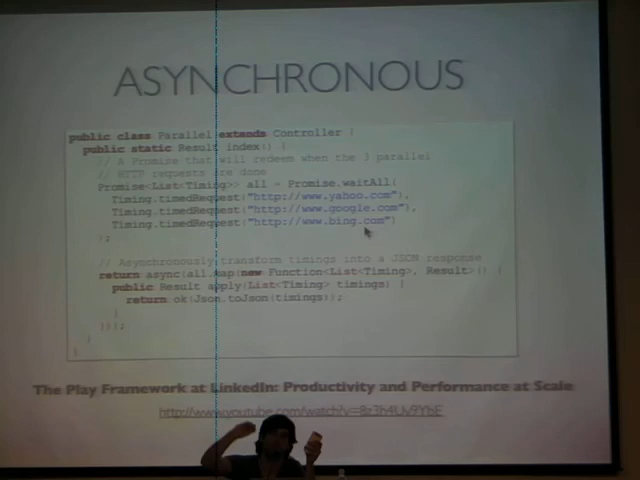 ASYNCHRONOUS
public class Parallel extends Controller {
public static Result index() {
// A Promise that will redeem when the 3 parallel
// HTTP requests are done
Promise<List<Timing>> all = Promise.waitAll(
Timing.timedRequest("http://www.yahoo.com"),
Timing.timedRequest("http://www.google.com"),
Timing.timedRequest("http://www.bing.com")
);
// Asynchronously transform timings into a JSON response
return async(all.map(new Function<List<Timing>, Result>() {
public Result apply(List<Timing> timings) {
return ok(Json.toJson(timings));
}
}));
}
}
The Play Framework at LinkedIn: Productivity and Performance at Scale